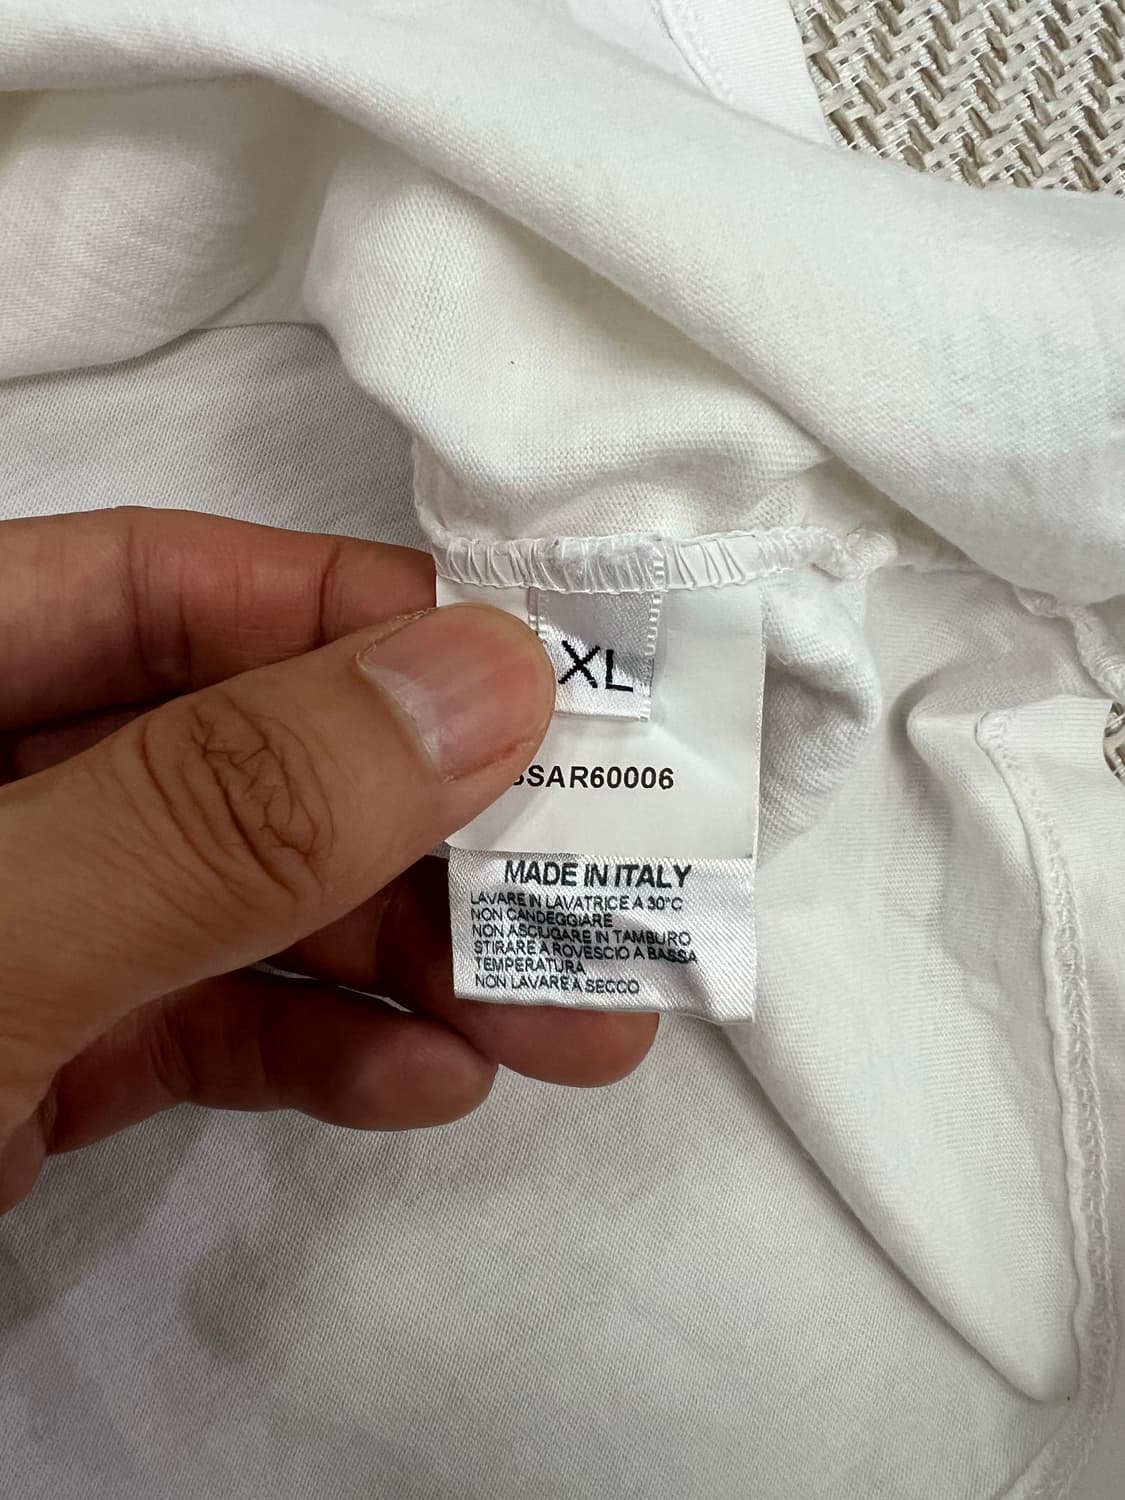 XL
SSAR60006
MADE IN ITALY
LAVARE IN LAVATRICE A 30°C
NON CANDEGGIARE
NON ASCIUGARE IN TAMBURO
STIRARE A ROVESCIO A BASSA
TEMPERATURA
NON LAVARE A SECCO